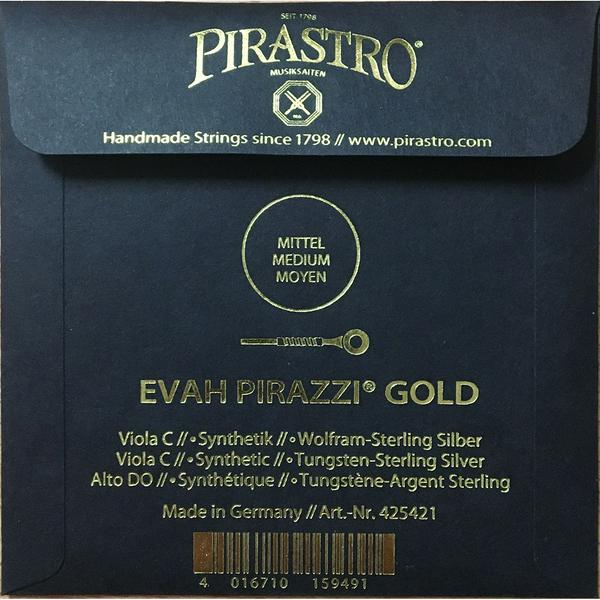 SEIT 1798
PIRASTRO®
MUSIKSAITEN
Handmade Strings since 1798 // www.pirastro.com
MITTEL
MEDIUM
MOYEN
EVAH PIRAZZI® GOLD
Viola C //•Synthetik //•Wolfram-Sterling Silber
Viola C //•Synthetic //•Tungsten-Sterling Silver
Alto DO //•Synthétique //•Tungstène-Argent Sterling
Made in Germany // Art.-Nr. 425421
4 016710 159491